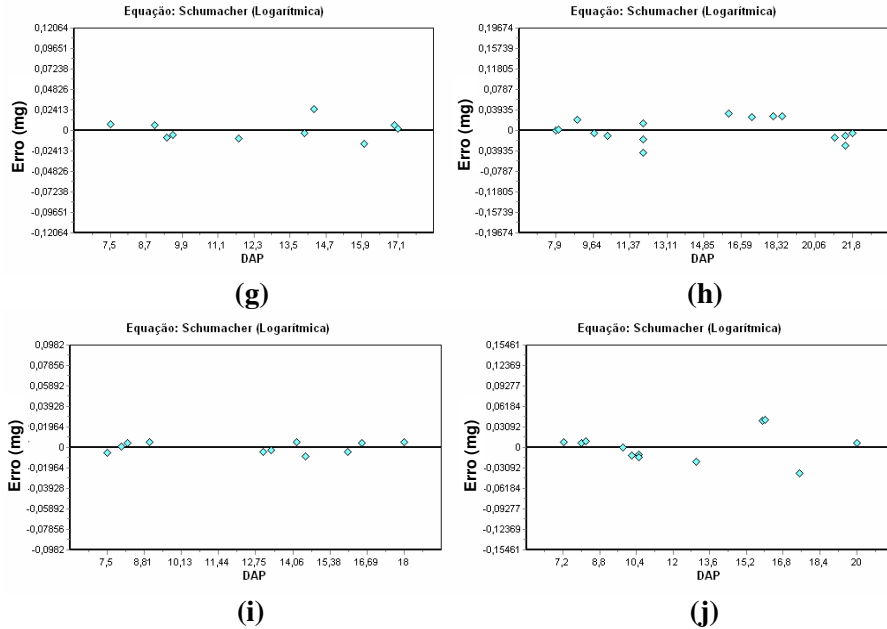 Equação: Schumacher (Logarítmica)
0,12064
0,09651
0,07238
0,04826
0,02413
0
-0,02413
-0,04826
-0,07238
-0,09651
-0,12064
Erro (mg)
7,5 8,7 9,9 11,1 12,3 13,5 14,7 15,9 17,1
DAP
(g)
Equação: Schumacher (Logarítmica)
0,19674
0,15739
0,11805
0,0787
0,03935
0
-0,03935
-0,0787
-0,11805
-0,15739
-0,19674
Erro (mg)
7,9 9,64 11,37 13,11 14,85 16,59 18,32 20,06 21,8
DAP
(h)
Equação: Schumacher (Logarítmica)
0,0982
0,07856
0,05892
0,03928
0,01964
0
-0,01964
-0,03928
-0,05892
-0,07856
-0,0982
Erro (mg)
7,5 8,81 10,13 11,44 12,75 14,06 15,38 16,69 18
DAP
(i)
Equação: Schumacher (Logarítmica)
0,15461
0,12369
0,09277
0,06184
0,03092
0
-0,03092
-0,06184
-0,09277
-0,12369
-0,15461
Erro (mg)
7,2 8,8 10,4 12 13,6 15,2 16,8 18,4 20
DAP
(j)